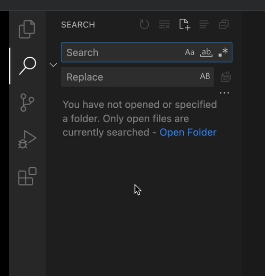 SEARCH
Search Aa ab .*
Replace AB
...
You have not opened or specified
a folder. Only open files are
currently searched - Open Folder